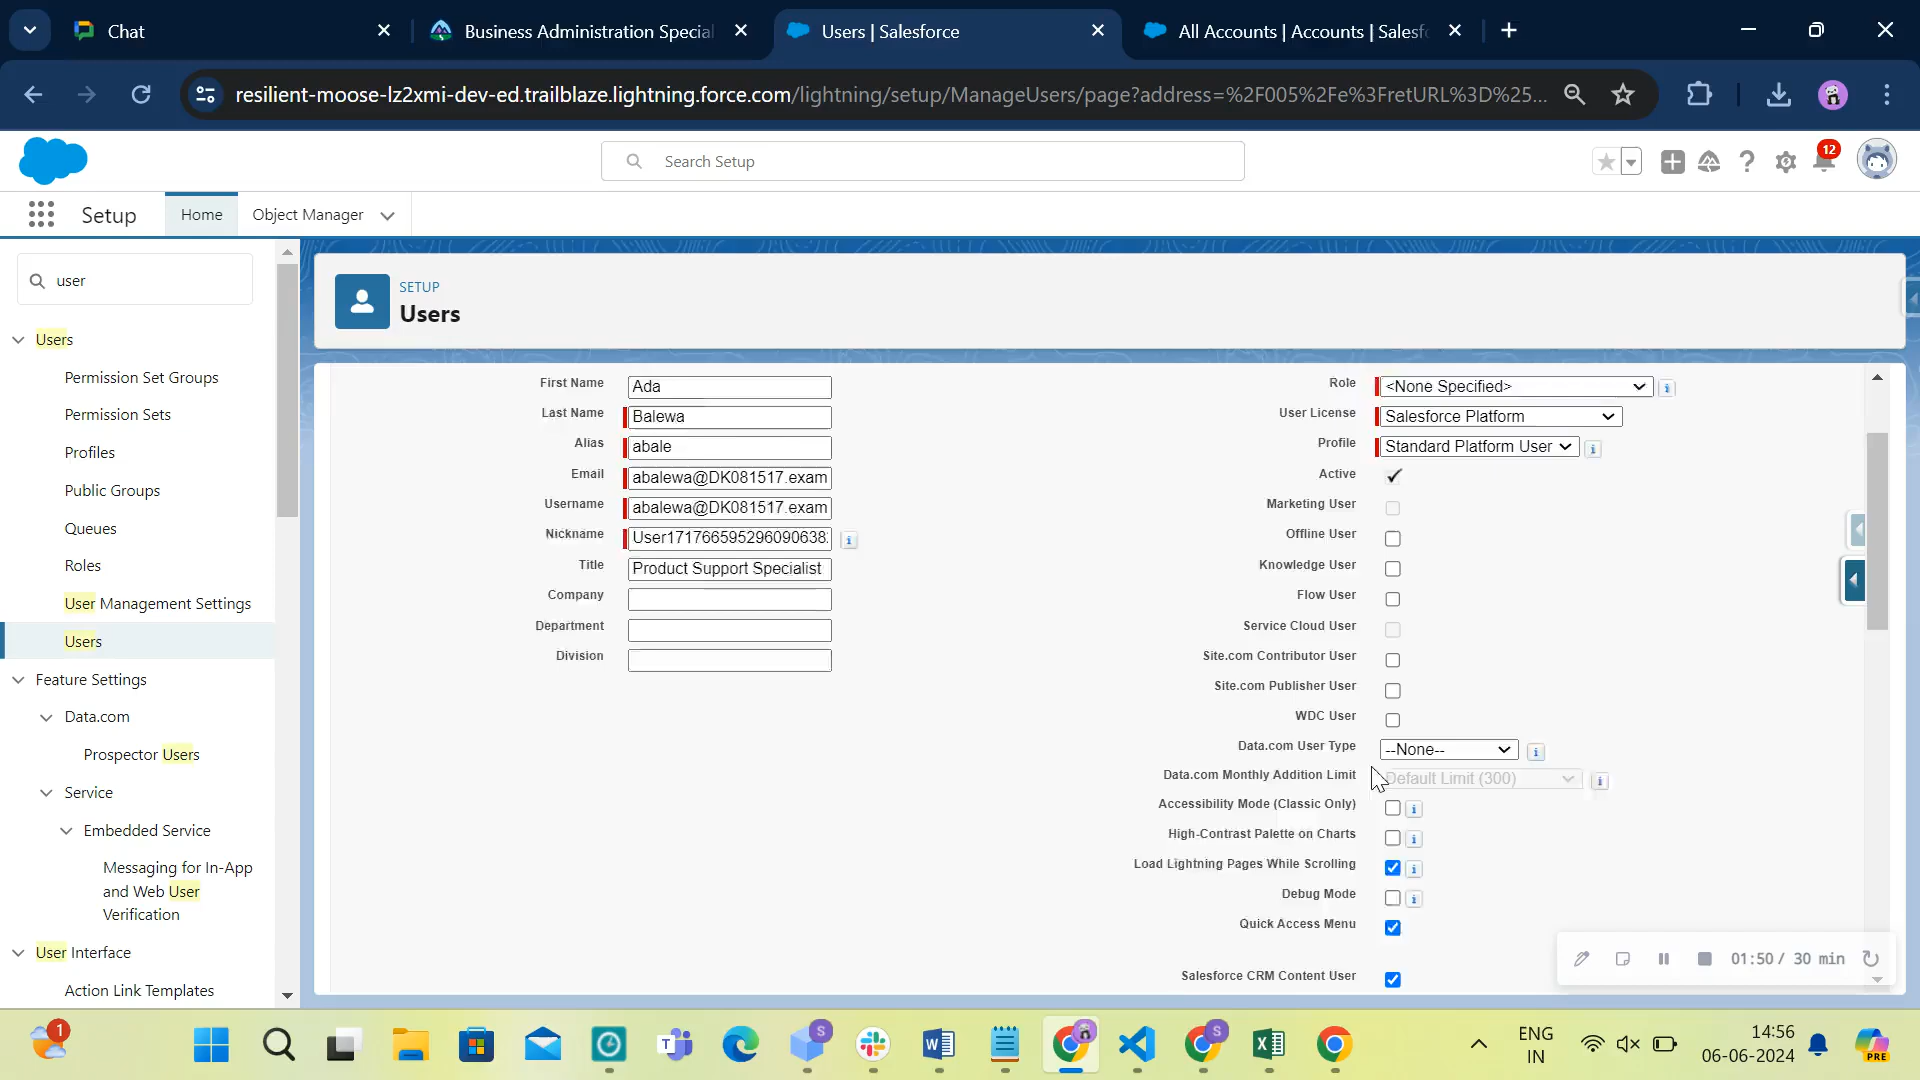 Chat
Business Administration Special
Users | Salesforce
All Accounts | Accounts | Salesf
resilient-moose-lz2xmi-dev-ed.trailblaze.lightning.force.com/lightning/setup/ManageUsers/page?address=%2F005%2Fe%3FretURL%3D%25...
Search Setup
12
Setup
Home
Object Manager
user
SETUP
Users
Users
Permission Set Groups
Permission Sets
Profiles
Public Groups
Queues
Roles
User Management Settings
Users
Feature Settings
Data.com
Prospector Users
Service
Embedded Service
Messaging for In-App
and Web User
Verification
User Interface
Action Link Templates
First Name Ada
Last Name Balewa
Alias abale
Email abalewa@DK081517.exam
Username abalewa@DK081517.exam
Nickname User171766595296090638
Title Product Support Specialist
Company
Department
Division
Role <None Specified>
User License Salesforce Platform
Profile Standard Platform User
Active
Marketing User
Offline User
Knowledge User
Flow User
Service Cloud User
Site.com Contributor User
Site.com Publisher User
WDC User
Data.com User Type --None--
Data.com Monthly Addition Limit Default Limit (300)
Accessibility Mode (Classic Only)
High-Contrast Palette on Charts
Load Lightning Pages While Scrolling
Debug Mode
Quick Access Menu
Salesforce CRM Content User
01:50 / 30 min
1
S
S
ENG
IN
14:56
06-06-2024
PRE